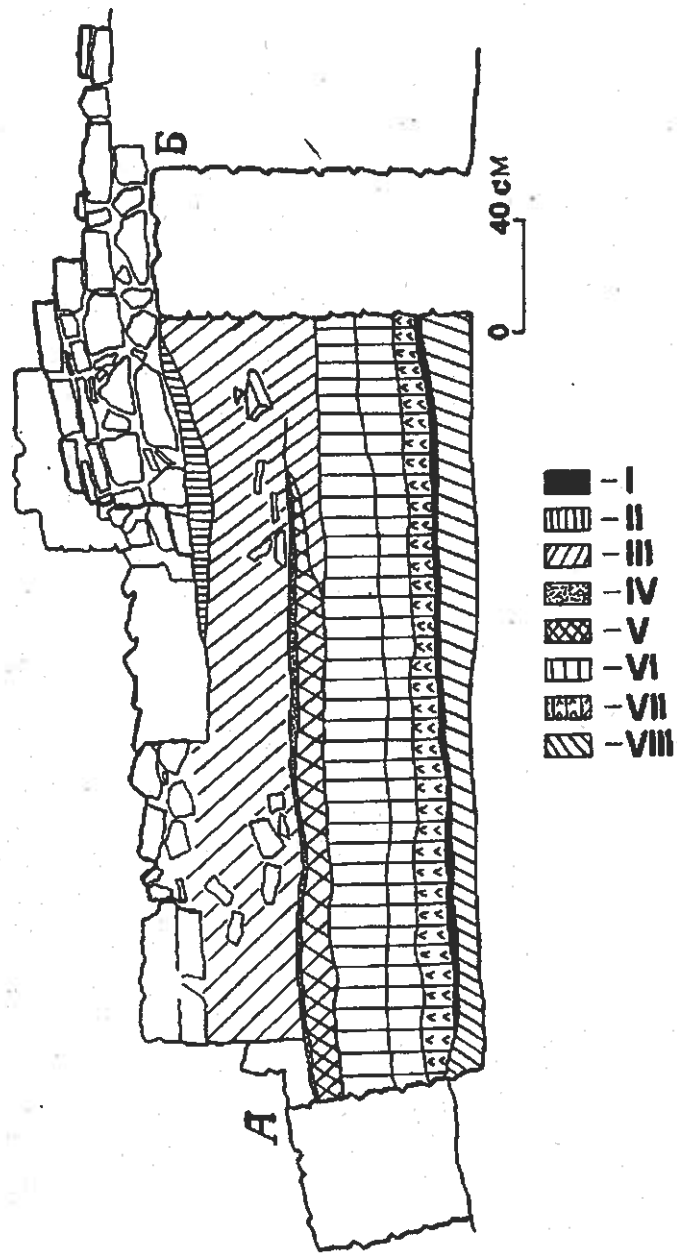 Б
А
0 40 см
– I
– II
– III
– IV
– V
– VI
– VII
– VIII